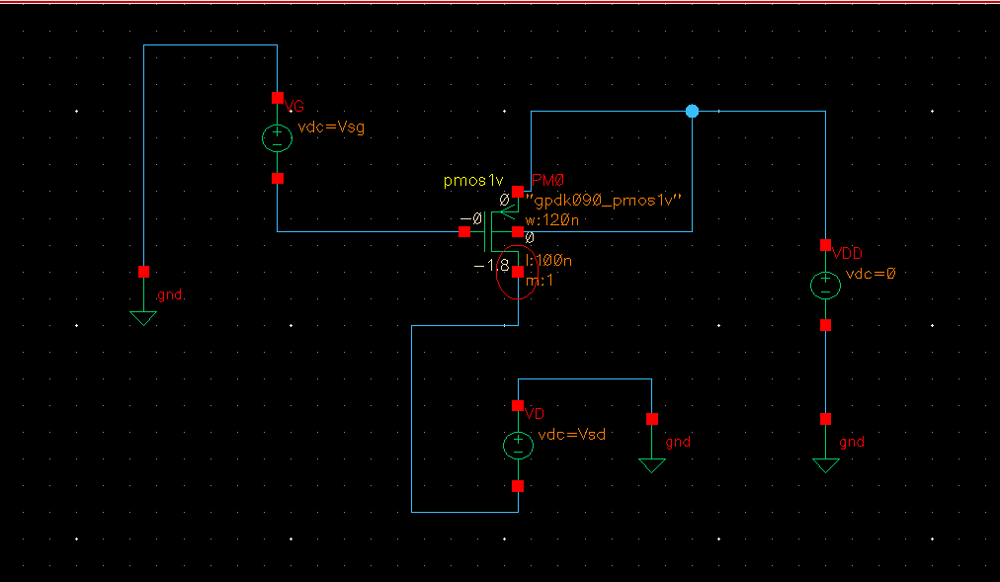 VG
vdc=Vsg
pmos1v
PM0
0
"gpdk090_pmos1v"
-0
w:120n
0
-1.8
l:100n
m:1
gnd
VDD
vdc=0
VD
vdc=Vsd
gnd
gnd